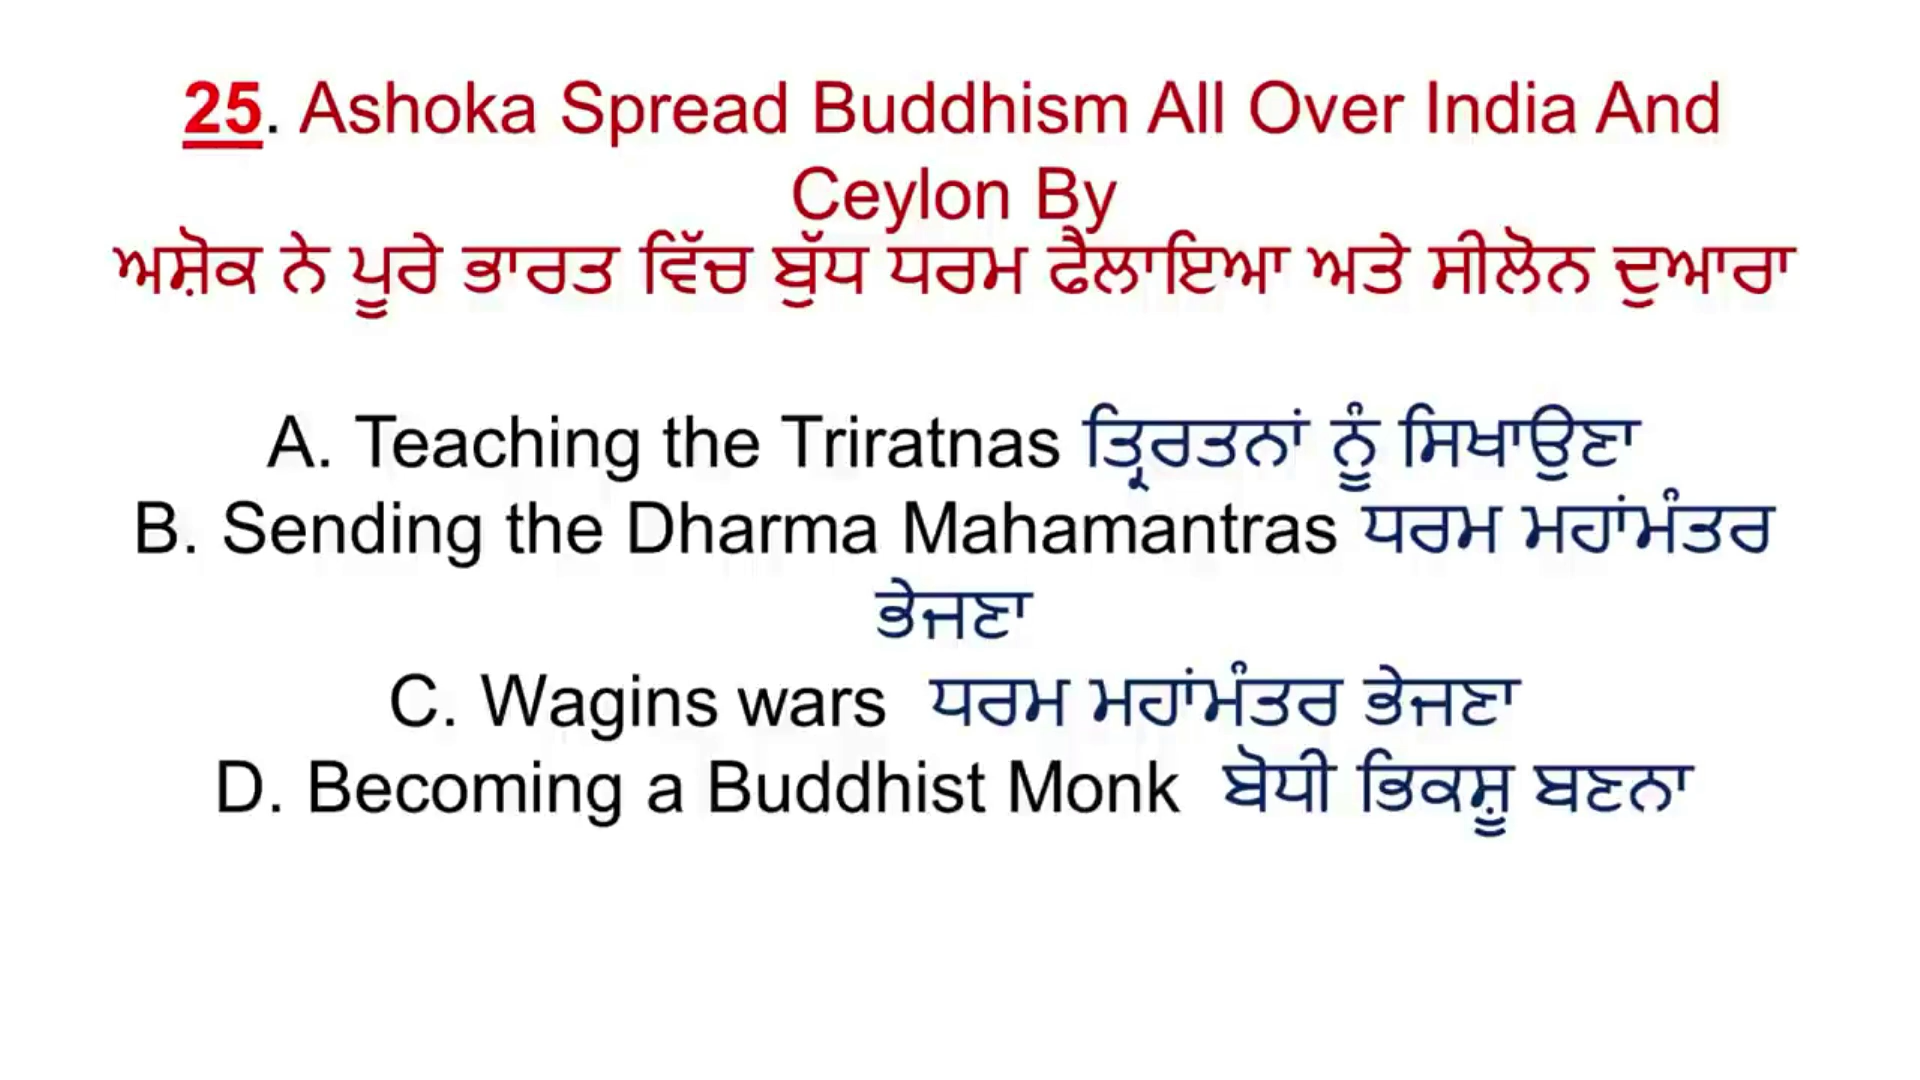 25. Ashoka Spread Buddhism All Over India And
Ceylon By
ਅਸ਼ੋਕ ਨੇ ਪੂਰੇ ਭਾਰਤ ਵਿੱਚ ਬੁੱਧ ਧਰਮ ਫੈਲਾਇਆ ਅਤੇ ਸੀਲੋਨ ਦੁਆਰਾ
A. Teaching the Triratnas ਤ੍ਰਿਰਤਨਾਂ ਨੂੰ ਸਿਖਾਉਣਾ
B. Sending the Dharma Mahamantras ਧਰਮ ਮਹਾਂਮੰਤਰ
ਭੇਜਣਾ
C. Wagins wars ਧਰਮ ਮਹਾਂਮੰਤਰ ਭੇਜਣਾ
D. Becoming a Buddhist Monk ਬੋਧੀ ਭਿਕਸ਼ੂ ਬਣਨਾ